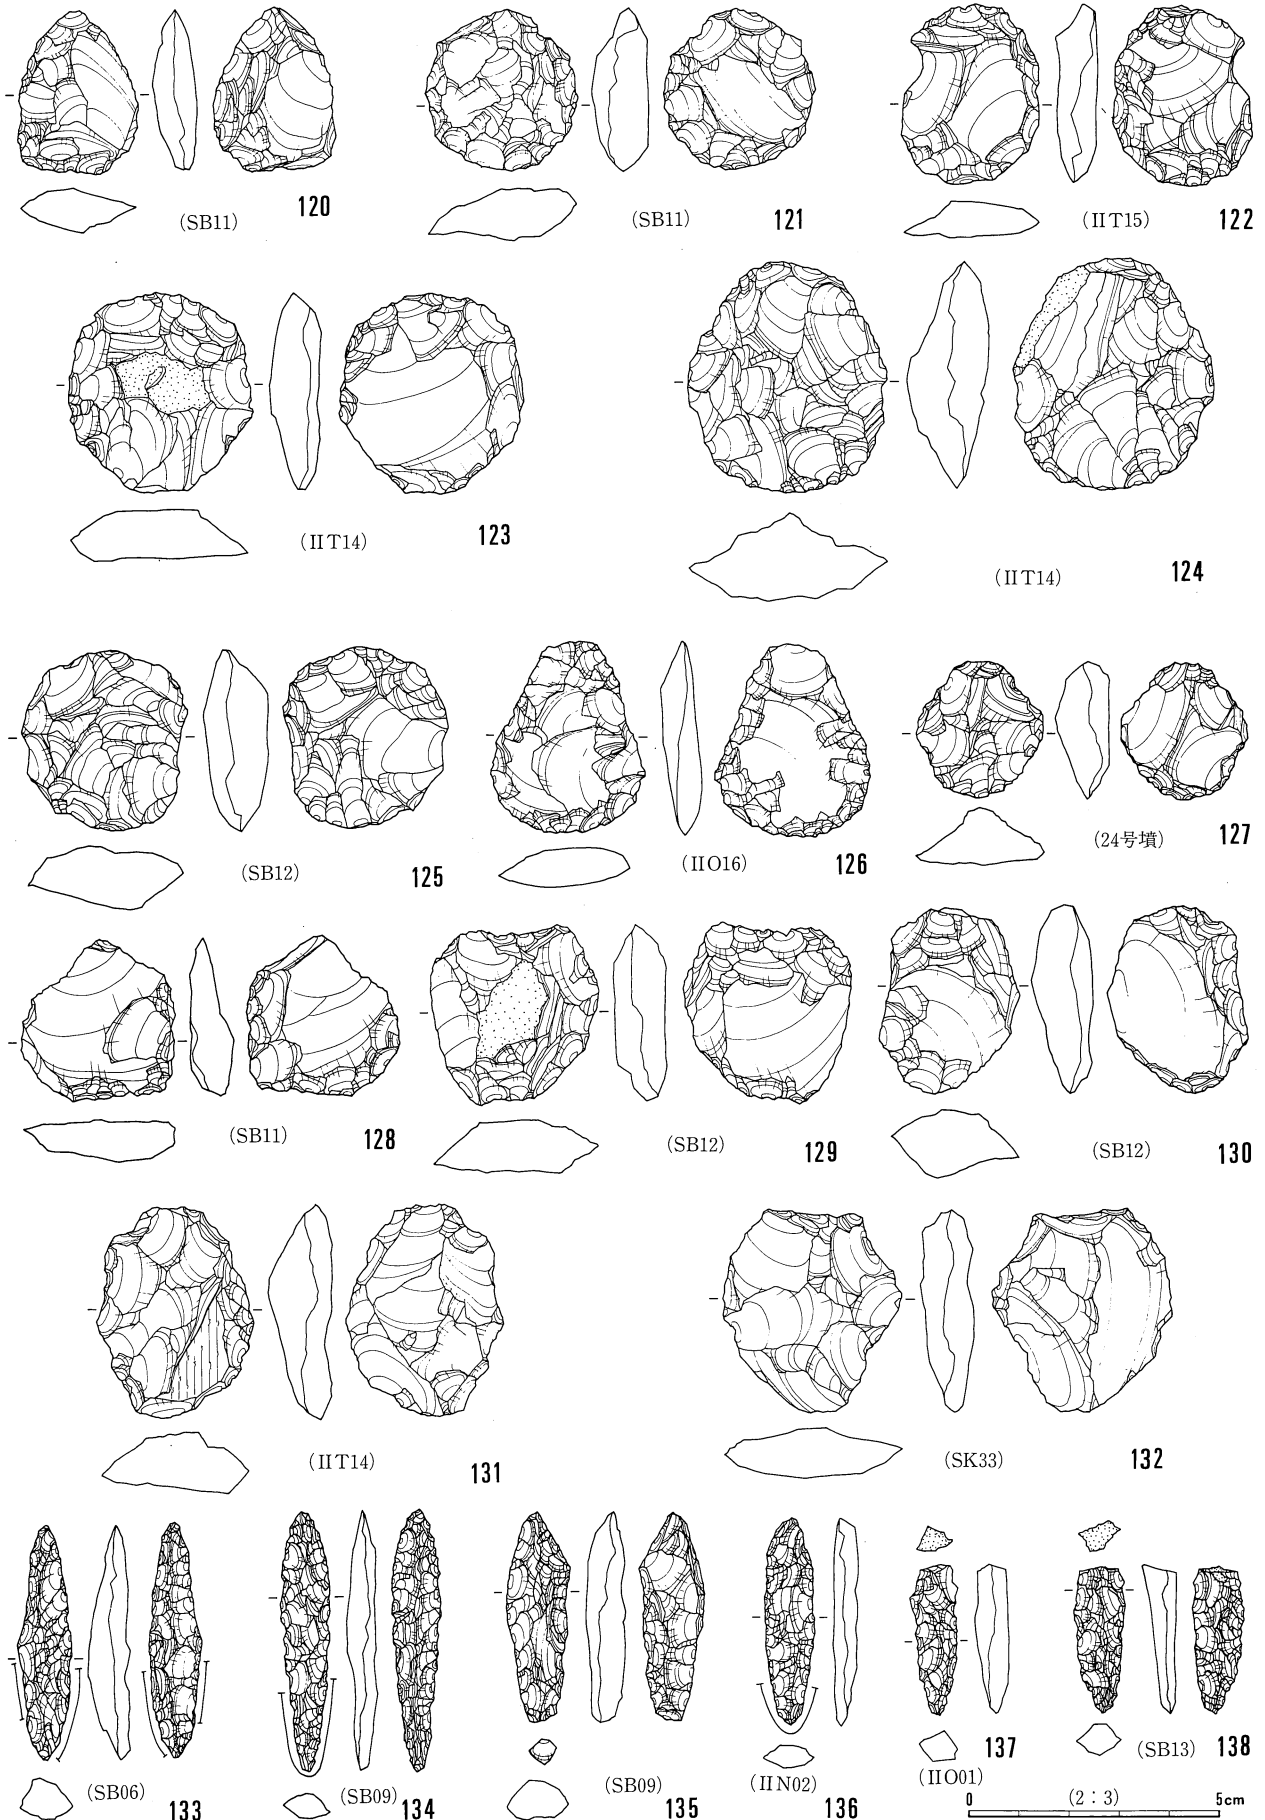 (SB11) 120
(SB11) 121
(IIT15) 122
(IIT14) 123
(IIT14) 124
(SB12) 125
(IIO16) 126
(24号墳) 127
(SB11) 128
(SB12) 129
(SB12) 130
(IIT14) 131
(SK33) 132
(SB06) 133
(SB09) 134
(SB09) 135
(IIN02) 136
(IIO01) 137
(SB13) 138
0 (2:3) 5cm